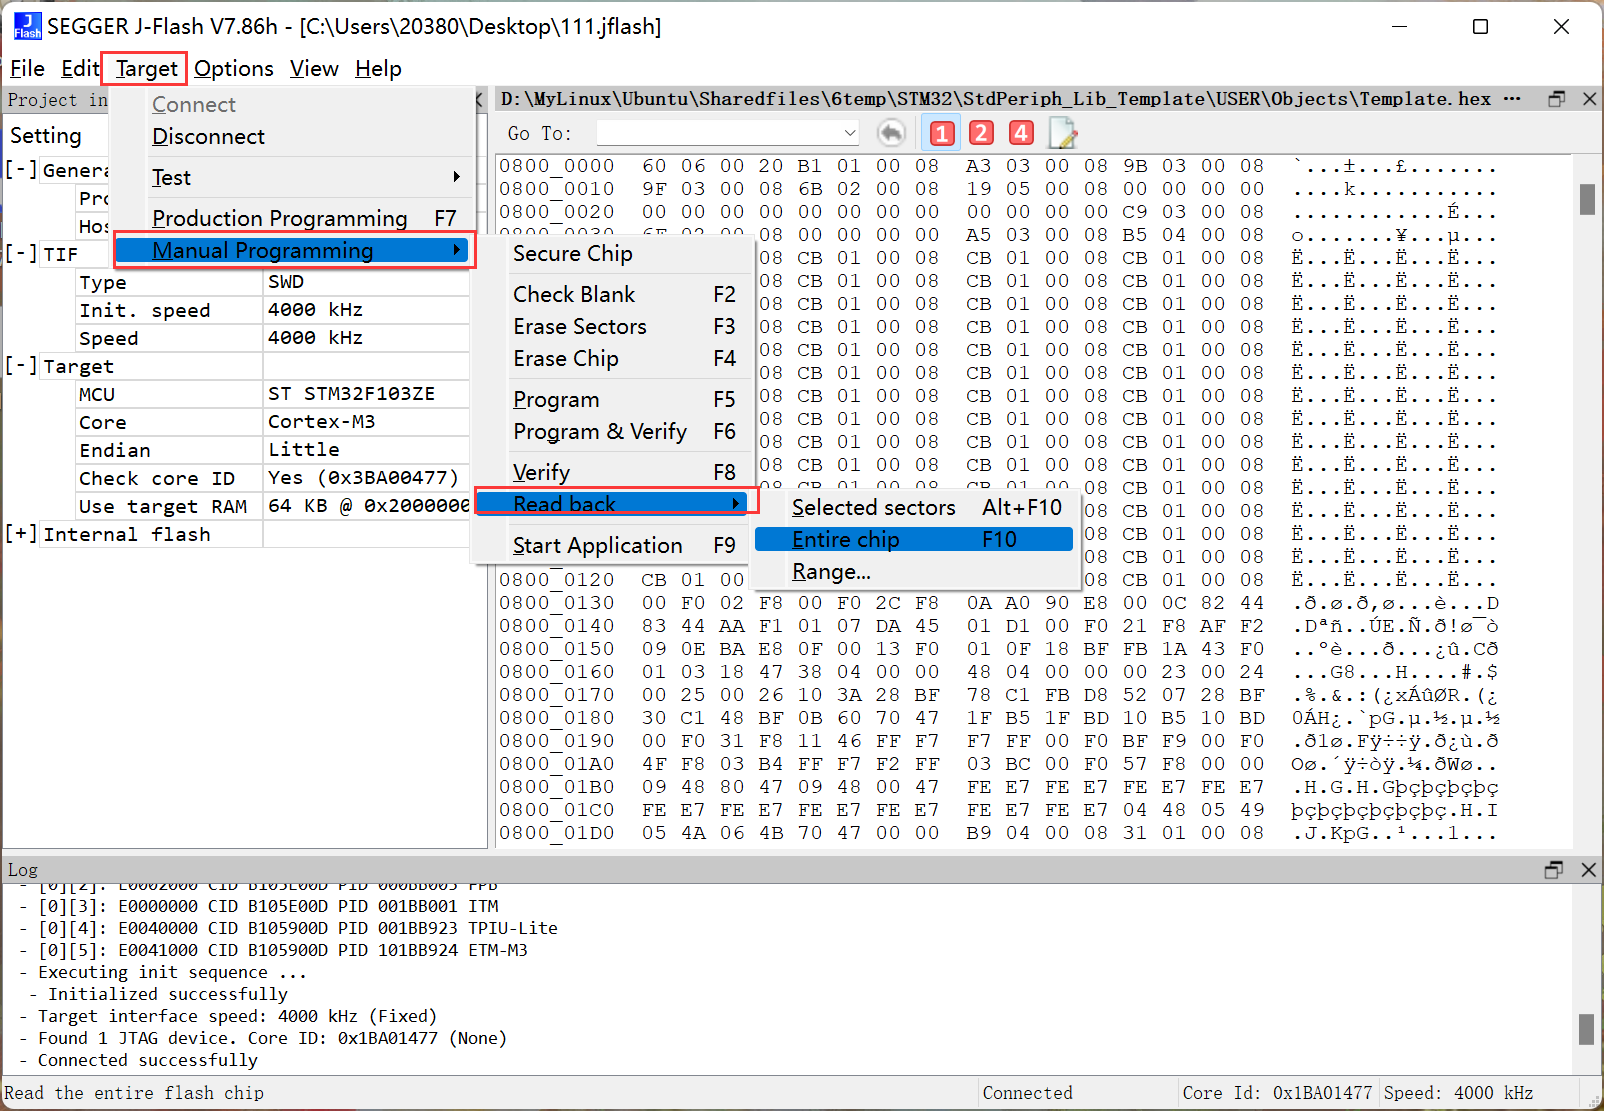 SEGGER J-Flash V7.86h - [C:\Users\20380\Desktop\111.jflash]
File Edit Target Options View Help
Project in
Setting
[-] Genera
Pro
Hos
[-] TIF
Type SWD
Init. speed 4000 kHz
Speed 4000 kHz
[-] Target
MCU ST STM32F103ZE
Core Cortex-M3
Endian Little
Check core ID Yes (0x3BA00477)
Use target RAM 64 KB @ 0x2000000
[+] Internal flash
Connect
Disconnect
Test
Production Programming F7
Manual Programming
Secure Chip
Check Blank F2
Erase Sectors F3
Erase Chip F4
Program F5
Program & Verify F6
Verify F8
Read back
Start Application F9
Selected sectors Alt+F10
Entire chip F10
Range...
D:\MyLinux\Ubuntu\Sharedfiles\6temp\STM32\StdPeriph_Lib_Template\USER\Objects\Template.hex ...
Go To: 1 2 4
0800_0000 60 06 00 20 B1 01 00 08 A3 03 00 08 9B 03 00 08 `...±...£.......
0800_0010 9F 03 00 08 6B 02 00 08 19 05 00 08 00 00 00 00 ....k...........
0800_0020 00 00 00 00 00 00 00 00 00 00 00 00 C9 03 00 08 ............É...
0800_0030 6F 02 00 08 00 00 00 00 A5 03 00 08 B5 04 00 08 o.......¥...µ...
08 CB 01 00 08 CB 01 00 08 CB 01 00 08 Ë...Ë...Ë...Ë...
08 CB 01 00 08 CB 01 00 08 CB 01 00 08 Ë...Ë...Ë...Ë...
08 CB 01 00 08 CB 01 00 08 CB 01 00 08 Ë...Ë...Ë...Ë...
08 CB 01 00 08 CB 01 00 08 CB 01 00 08 Ë...Ë...Ë...Ë...
08 CB 01 00 08 CB 01 00 08 CB 01 00 08 Ë...Ë...Ë...Ë...
08 CB 01 00 08 CB 01 00 08 CB 01 00 08 Ë...Ë...Ë...Ë...
08 CB 01 00 08 CB 01 00 08 CB 01 00 08 Ë...Ë...Ë...Ë...
08 CB 01 00 08 CB 01 00 08 CB 01 00 08 Ë...Ë...Ë...Ë...
08 CB 01 00 08 CB 01 00 08 CB 01 00 08 Ë...Ë...Ë...Ë...
08 CB 01 00 08 CB 01 00 08 CB 01 00 08 Ë...Ë...Ë...Ë...
08 CB 01 00 08 CB 01 00 08 CB 01 00 08 Ë...Ë...Ë...Ë...
08 CB 01 00 08 Ë...Ë...Ë...Ë...
08 CB 01 00 08 Ë...Ë...Ë...Ë...
08 CB 01 00 08 Ë...Ë...Ë...Ë...
0800_0120 CB 01 00 08 CB 01 00 08 Ë...Ë...Ë...Ë...
0800_0130 00 F0 02 F8 00 F0 2C F8 0A A0 90 E8 00 0C 82 44 .ð.ø.ð,ø...è...D
0800_0140 83 44 AA F1 01 07 DA 45 01 D1 00 F0 21 F8 AF F2 .Dªñ..ÚE.Ñ.ð!ø¯ò
0800_0150 09 0E BA E8 0F 00 13 F0 01 0F 18 BF FB 1A 43 F0 ..ºè...ð...¿û.Cð
0800_0160 01 03 18 47 38 04 00 00 48 04 00 00 00 23 00 24 ...G8...H....#.$
0800_0170 00 25 00 26 10 3A 28 BF 78 C1 FB D8 52 07 28 BF .%.&.:(¿xÁûØR.(¿
0800_0180 30 C1 48 BF 0B 60 70 47 1F B5 1F BD 10 B5 10 BD 0ÁH¿.`pG.µ.½.µ.½
0800_0190 00 F0 31 F8 11 46 FF F7 F7 FF 00 F0 BF F9 00 F0 .ð1ø.Fÿ÷÷ÿ.ð¿ù.ð
0800_01A0 4F F8 03 B4 FF F7 F2 FF 03 BC 00 F0 57 F8 00 00 Oø.´ÿ÷òÿ.¼.ðWø..
0800_01B0 09 48 80 47 09 48 00 47 FE E7 FE E7 FE E7 FE E7 .H.G.H.Gþçþçþçþç
0800_01C0 FE E7 FE E7 FE E7 FE E7 FE E7 FE E7 04 48 05 49 þçþçþçþçþçþç.H.I
0800_01D0 05 4A 06 4B 70 47 00 00 B9 04 00 08 31 01 00 08 .J.KpG..¹...1...
Log
- [0][2]: E0002000 CID B105E00D PID 000BB003 FPB
- [0][3]: E0000000 CID B105E00D PID 001BB001 ITM
- [0][4]: E0040000 CID B105900D PID 001BB923 TPIU-Lite
- [0][5]: E0041000 CID B105900D PID 101BB924 ETM-M3
- Executing init sequence ...
- Initialized successfully
- Target interface speed: 4000 kHz (Fixed)
- Found 1 JTAG device. Core ID: 0x1BA01477 (None)
- Connected successfully
Read the entire flash chip Connected Core Id: 0x1BA01477 Speed: 4000 kHz